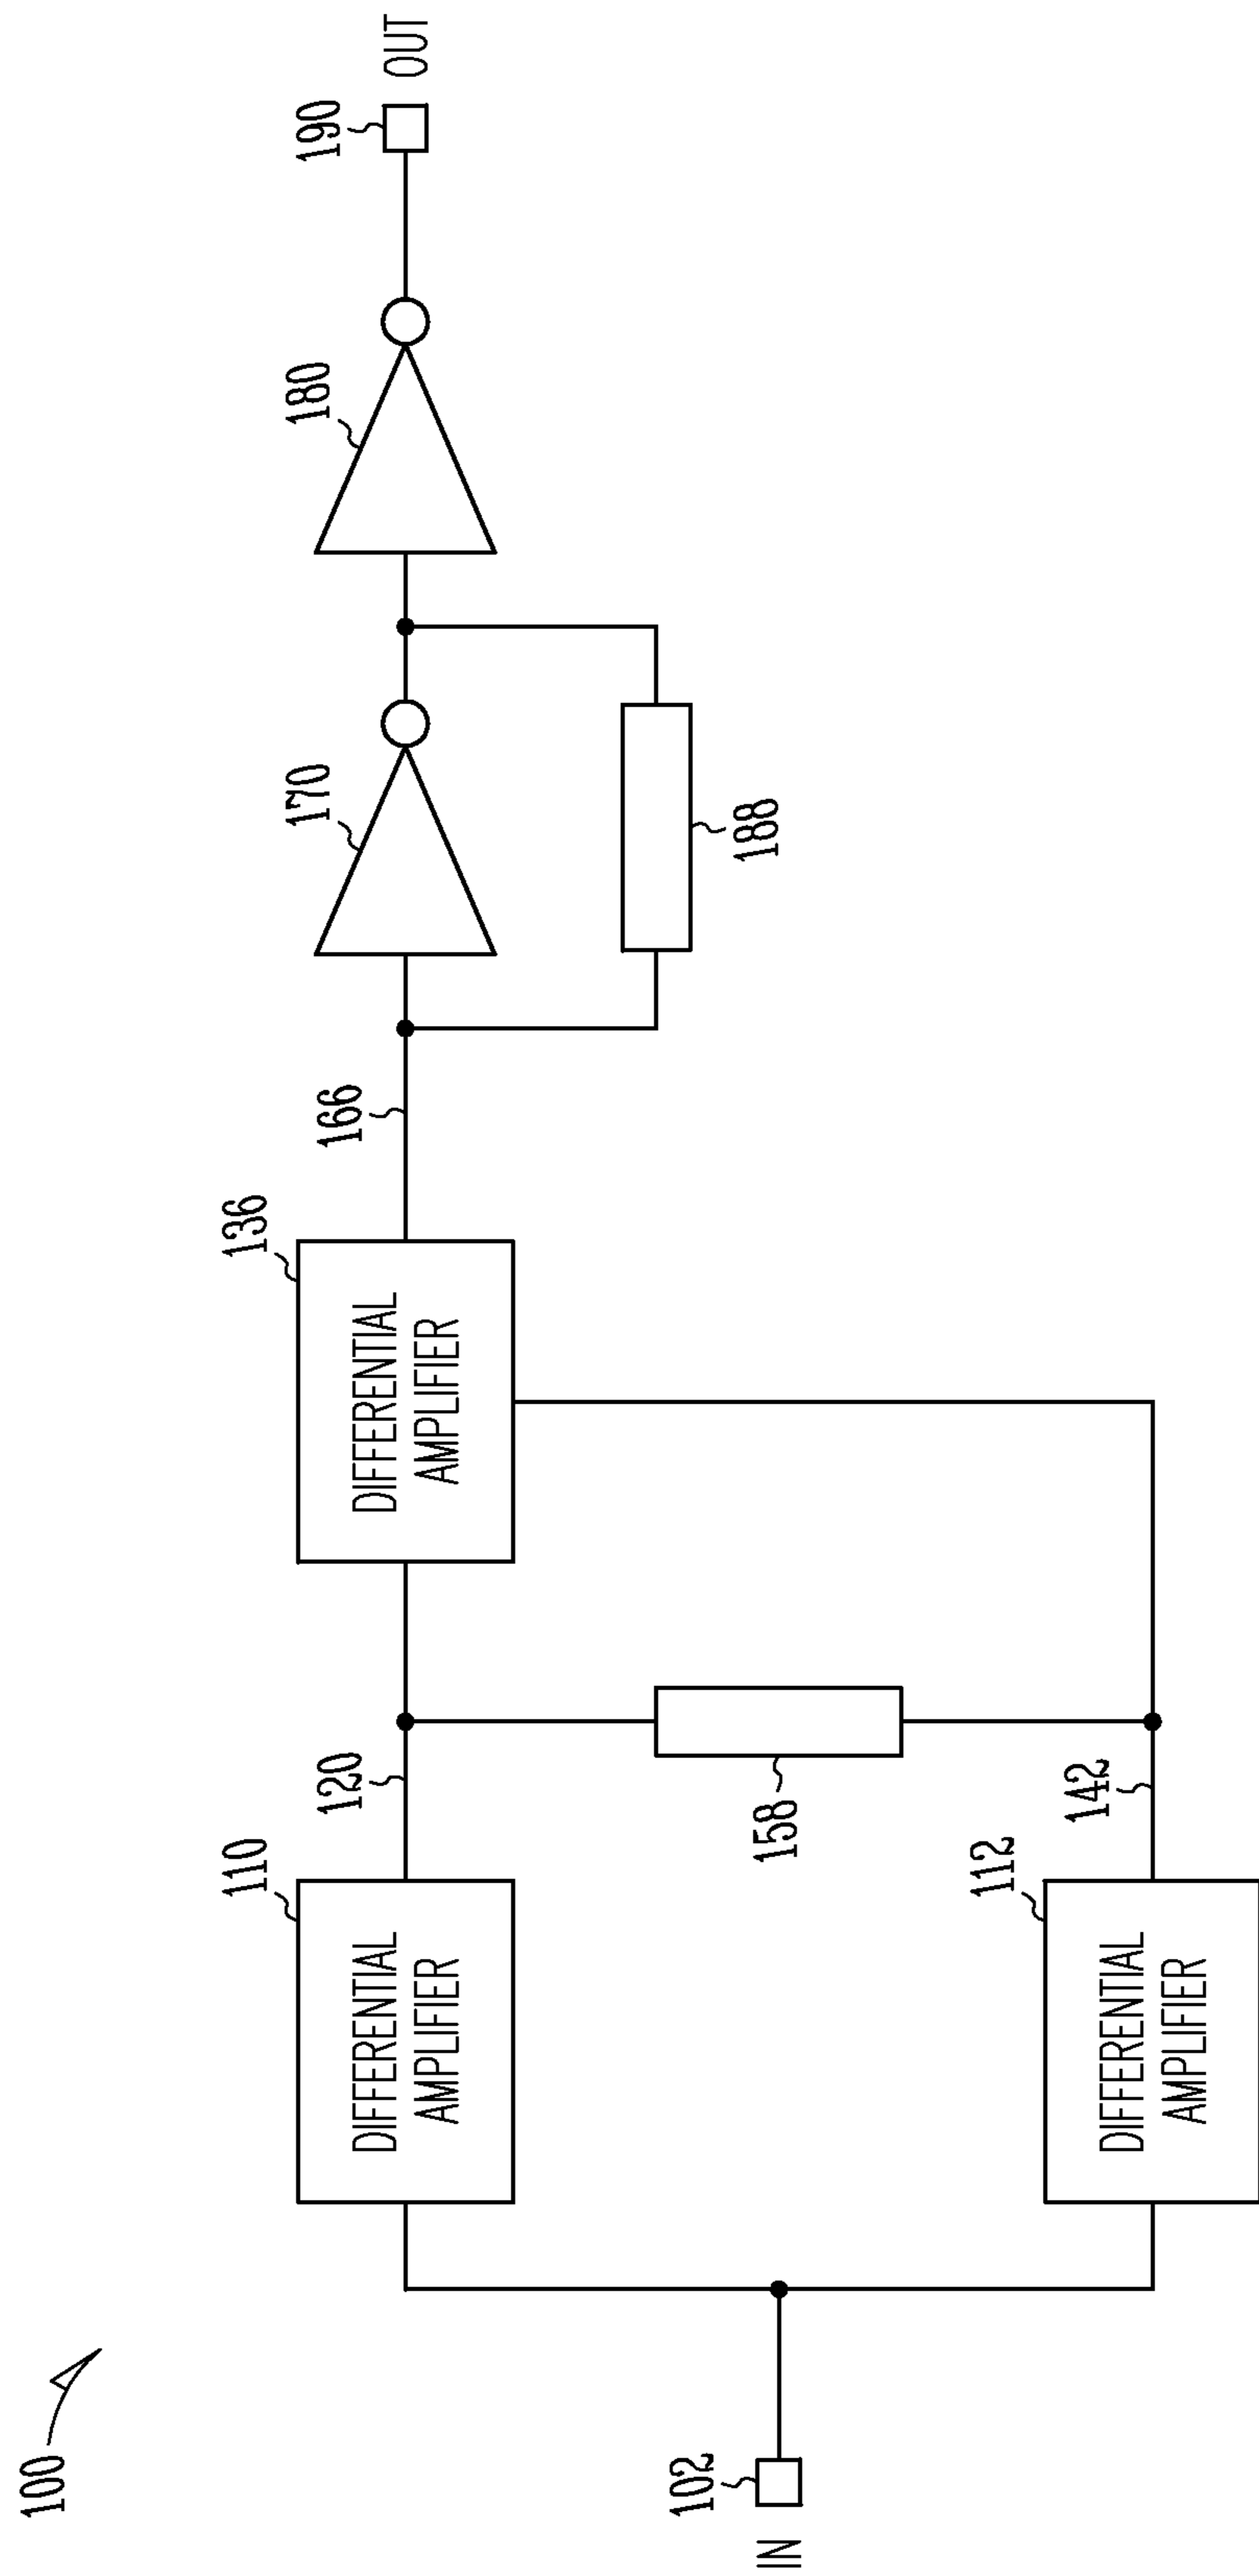 100
IN
102
DIFFERENTIAL
AMPLIFIER
110
120
DIFFERENTIAL
AMPLIFIER
112
142
158
DIFFERENTIAL
AMPLIFIER
136
166
170
188
180
190
OUT